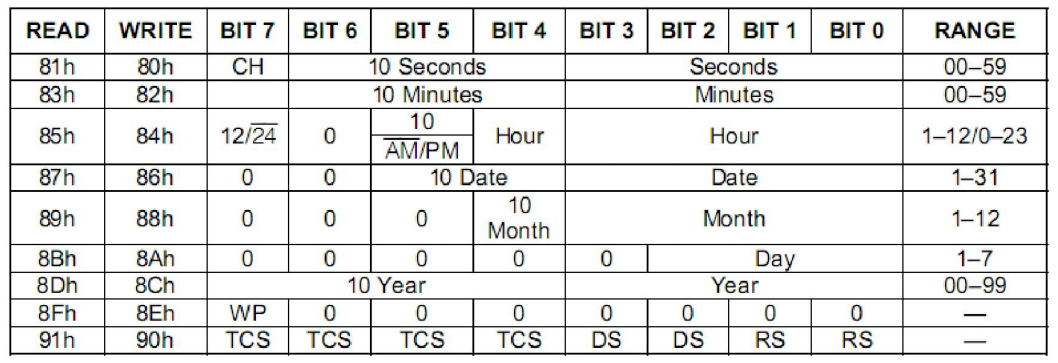 READ WRITE BIT 7 BIT 6 BIT 5 BIT 4 BIT 3 BIT 2 BIT 1 BIT 0 RANGE
81h 80h CH 10 Seconds Seconds 00–59
83h 82h 10 Minutes Minutes 00–59
85h 84h 12/2̅4̅ 0 10 Hour Hour 1–12/0–23
A̅M̅/PM
87h 86h 0 0 10 Date Date 1–31
89h 88h 0 0 0 10 Month Month 1–12
8Bh 8Ah 0 0 0 0 0 Day 1–7
8Dh 8Ch 10 Year Year 00–99
8Fh 8Eh WP 0 0 0 0 0 0 0 —
91h 90h TCS TCS TCS TCS DS DS RS RS —